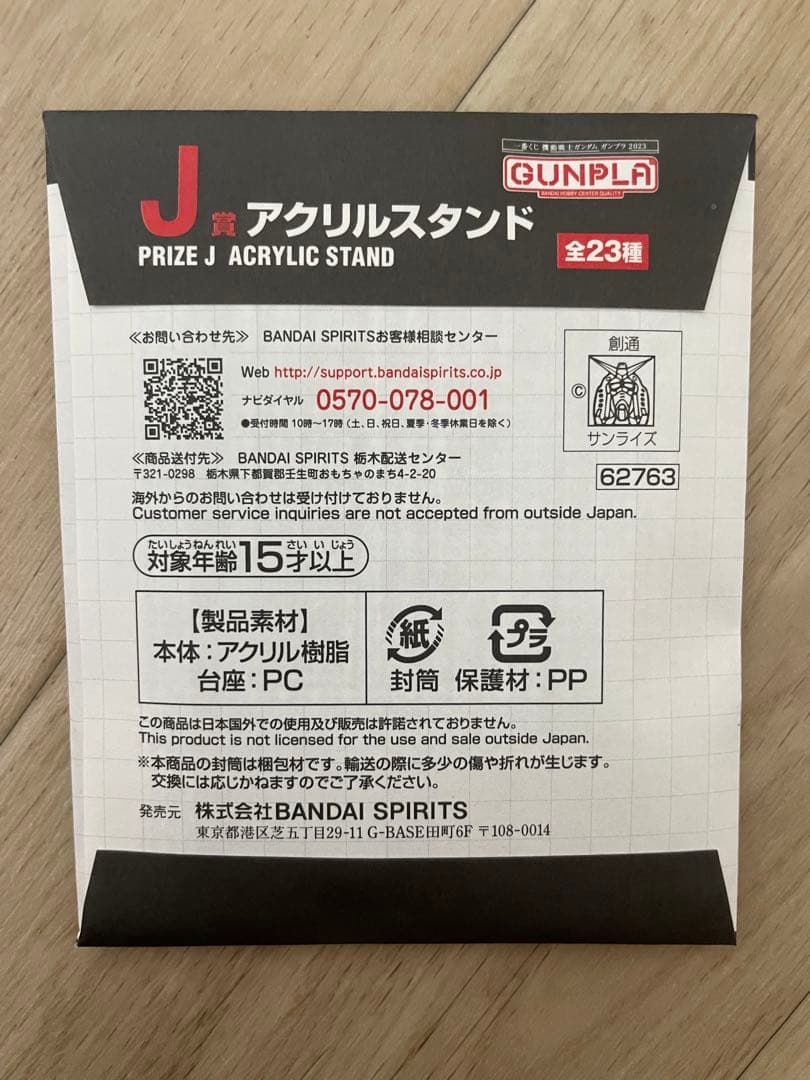 一番くじ 機動戦士ガンダム ガンプラ 2023
GUNPLA
BANDAI HOBBY CENTER QUALITY
J賞 アクリルスタンド
PRIZE J ACRYLIC STAND
全23種
≪お問い合わせ先≫ BANDAI SPIRITSお客様相談センター
Web http://support.bandaispirits.co.jp
ナビダイヤル 0570-078-001
●受付時間 10時〜17時(土、日、祝日、夏季・冬季休業日を除く)
創通
©
サンライズ
≪商品送付先≫ BANDAI SPIRITS 栃木配送センター
〒321-0298 栃木県下都賀郡壬生町おもちゃのまち4-2-20
62763
海外からのお問い合わせは受け付けておりません。
Customer service inquiries are not accepted from outside Japan.
たいしょうねんれい さい いじょう
対象年齢15才以上
【製品素材】
本体：アクリル樹脂
台座：PC
紙
封筒
プラ
保護材：PP
この商品は日本国外での使用及び販売は許諾されておりません。
This product is not licensed for the use and sale outside Japan.
※本商品の封筒は梱包材です。輸送の際に多少の傷や折れが生じます。
交換には応じかねますのでご了承ください。
発売元 株式会社BANDAI SPIRITS
東京都港区芝五丁目29-11 G-BASE田町6F 〒108-0014